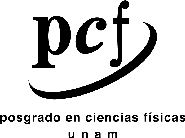 pcf
posgrado en ciencias físicas
unam